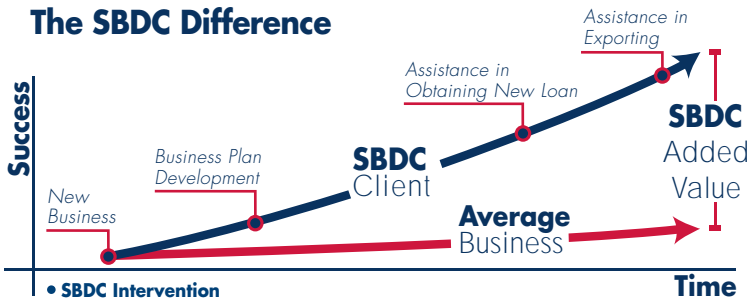 The SBDC Difference
Assistance in
Exporting
Assistance in
Obtaining New Loan
Success
SBDC
Added
Value
Business Plan
Development
SBDC
Client
New
Business
Average
Business
• SBDC Intervention
Time